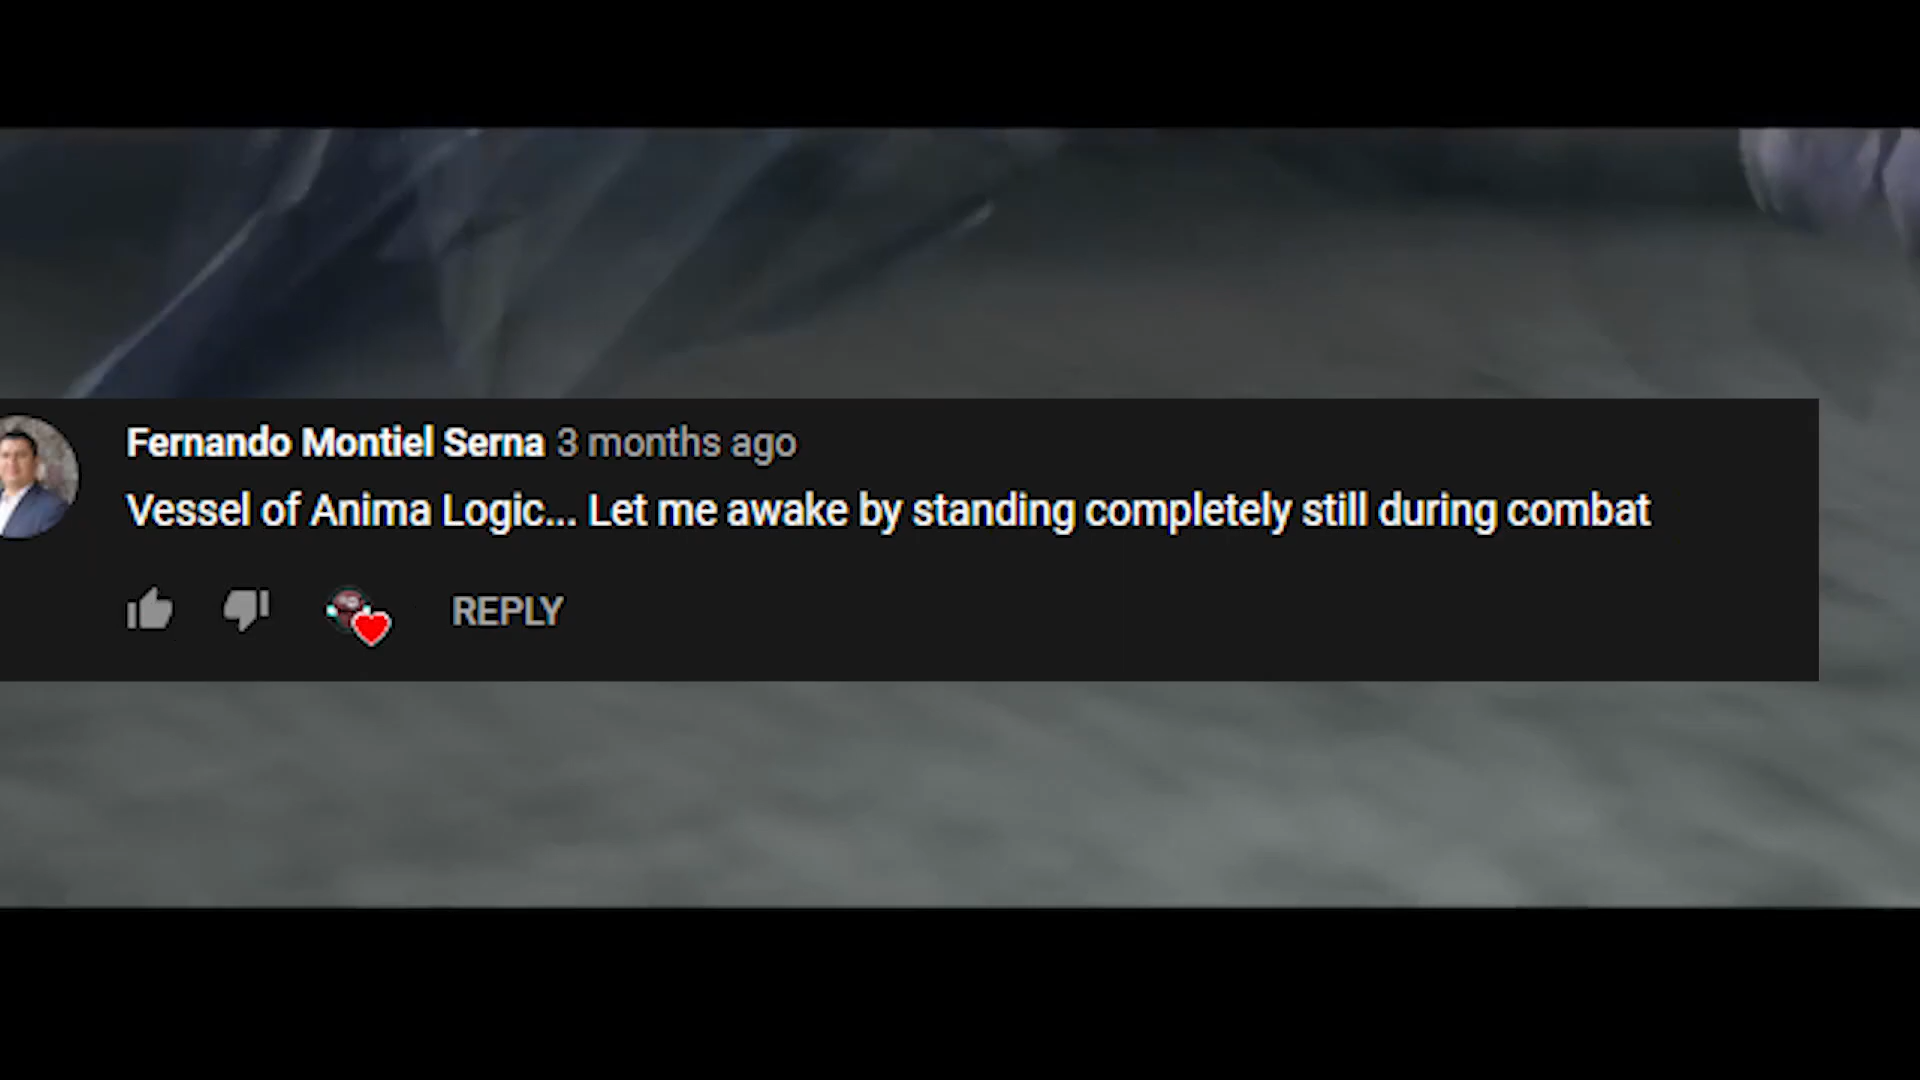 Fernando Montiel Serna 3 months ago
Vessel of Anima Logic... Let me awake by standing completely still during combat
REPLY